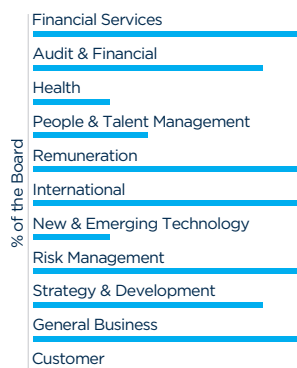 % of the Board
Financial Services
Audit & Financial
Health
People & Talent Management
Remuneration
International
New & Emerging Technology
Risk Management
Strategy & Development
General Business
Customer